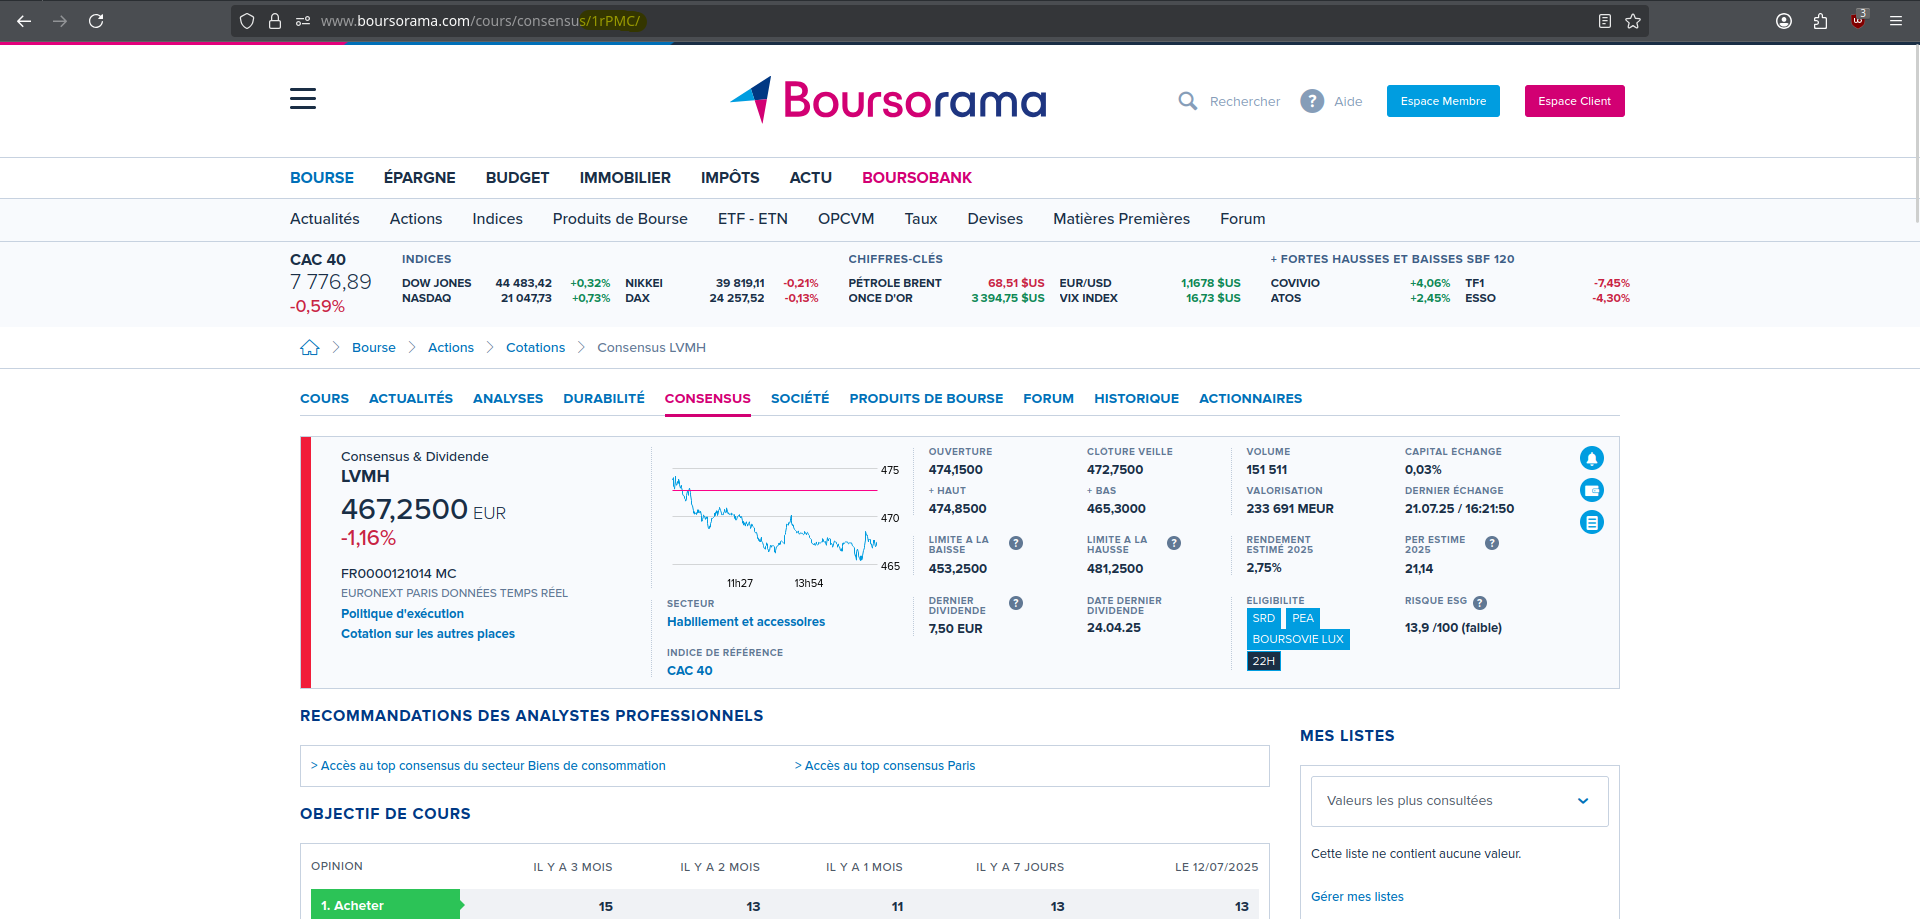 www.boursorama.com/cours/consensus/1rPMC/
3
Boursorama
Rechercher
? Aide
Espace Membre
Espace Client
BOURSE ÉPARGNE BUDGET IMMOBILIER IMPÔTS ACTU BOURSOBANK
Actualités Actions Indices Produits de Bourse ETF - ETN OPCVM Taux Devises Matières Premières Forum
CAC 40
7 776,89
-0,59%
INDICES
DOW JONES 44 483,42 +0,32% NIKKEI 39 819,11 -0,21%
NASDAQ 21 047,73 +0,73% DAX 24 257,52 -0,13%
CHIFFRES-CLÉS
PÉTROLE BRENT 68,51 $US EUR/USD 1,1678 $US
ONCE D'OR 3 394,75 $US VIX INDEX 16,73 $US
+ FORTES HAUSSES ET BAISSES SBF 120
COVIVIO +4,06% TF1 -7,45%
ATOS +2,45% ESSO -4,30%
Bourse Actions Cotations Consensus LVMH
COURS ACTUALITÉS ANALYSES DURABILITÉ CONSENSUS SOCIÉTÉ PRODUITS DE BOURSE FORUM HISTORIQUE ACTIONNAIRES
Consensus & Dividende
LVMH
467,2500 EUR
-1,16%
FR0000121014 MC
EURONEXT PARIS DONNÉES TEMPS RÉEL
Politique d'exécution
Cotation sur les autres places
475
470
465
11h27 13h54
SECTEUR
Habillement et accessoires
INDICE DE RÉFÉRENCE
CAC 40
OUVERTURE
474,1500
CLÔTURE VEILLE
472,7500
VOLUME
151 511
CAPITAL ÉCHANGÉ
0,03%
+ HAUT
474,8500
+ BAS
465,3000
VALORISATION
233 691 MEUR
DERNIER ÉCHANGE
21.07.25 / 16:21:50
LIMITE À LA
BAISSE ?
453,2500
LIMITE À LA
HAUSSE ?
481,2500
RENDEMENT
ESTIMÉ 2025
2,75%
PER ESTIMÉ
2025 ?
21,14
DERNIER
DIVIDENDE ?
7,50 EUR
DATE DERNIER
DIVIDENDE
24.04.25
ÉLIGIBILITÉ
SRD PEA
BOURSOVIE LUX
22H
RISQUE ESG ?
13,9 /100 (faible)
RECOMMANDATIONS DES ANALYSTES PROFESSIONNELS
> Accès au top consensus du secteur Biens de consommation
> Accès au top consensus Paris
OBJECTIF DE COURS
OPINION IL Y A 3 MOIS IL Y A 2 MOIS IL Y A 1 MOIS IL Y A 7 JOURS LE 12/07/2025
1. Acheter 15 13 11 13 13
MES LISTES
Valeurs les plus consultées
Cette liste ne contient aucune valeur.
Gérer mes listes